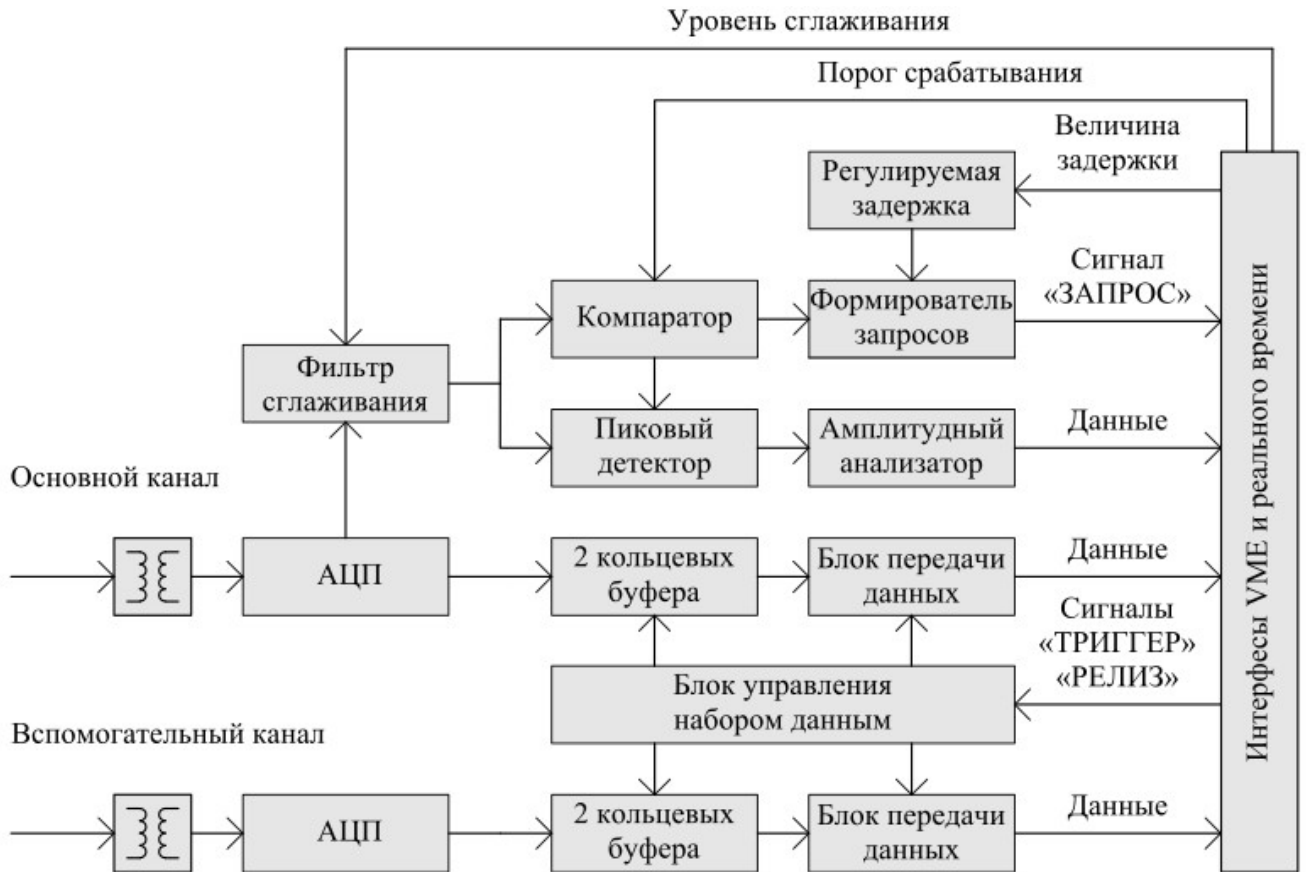 Уровень сглаживания
Порог срабатывания
Величина
задержки
Регулируемая
задержка
Сигнал
«ЗАПРОС»
Компаратор
Формирователь
запросов
Фильтр
сглаживания
Пиковый
детектор
Амплитудный
анализатор
Данные
Основной канал
АЦП
2 кольцевых
буфера
Блок передачи
данных
Данные
Сигналы
«ТРИГГЕР»
«РЕЛИЗ»
Блок управления
набором данным
Вспомогательный канал
АЦП
2 кольцевых
буфера
Блок передачи
данных
Данные
Интерфесы VME и реального времени